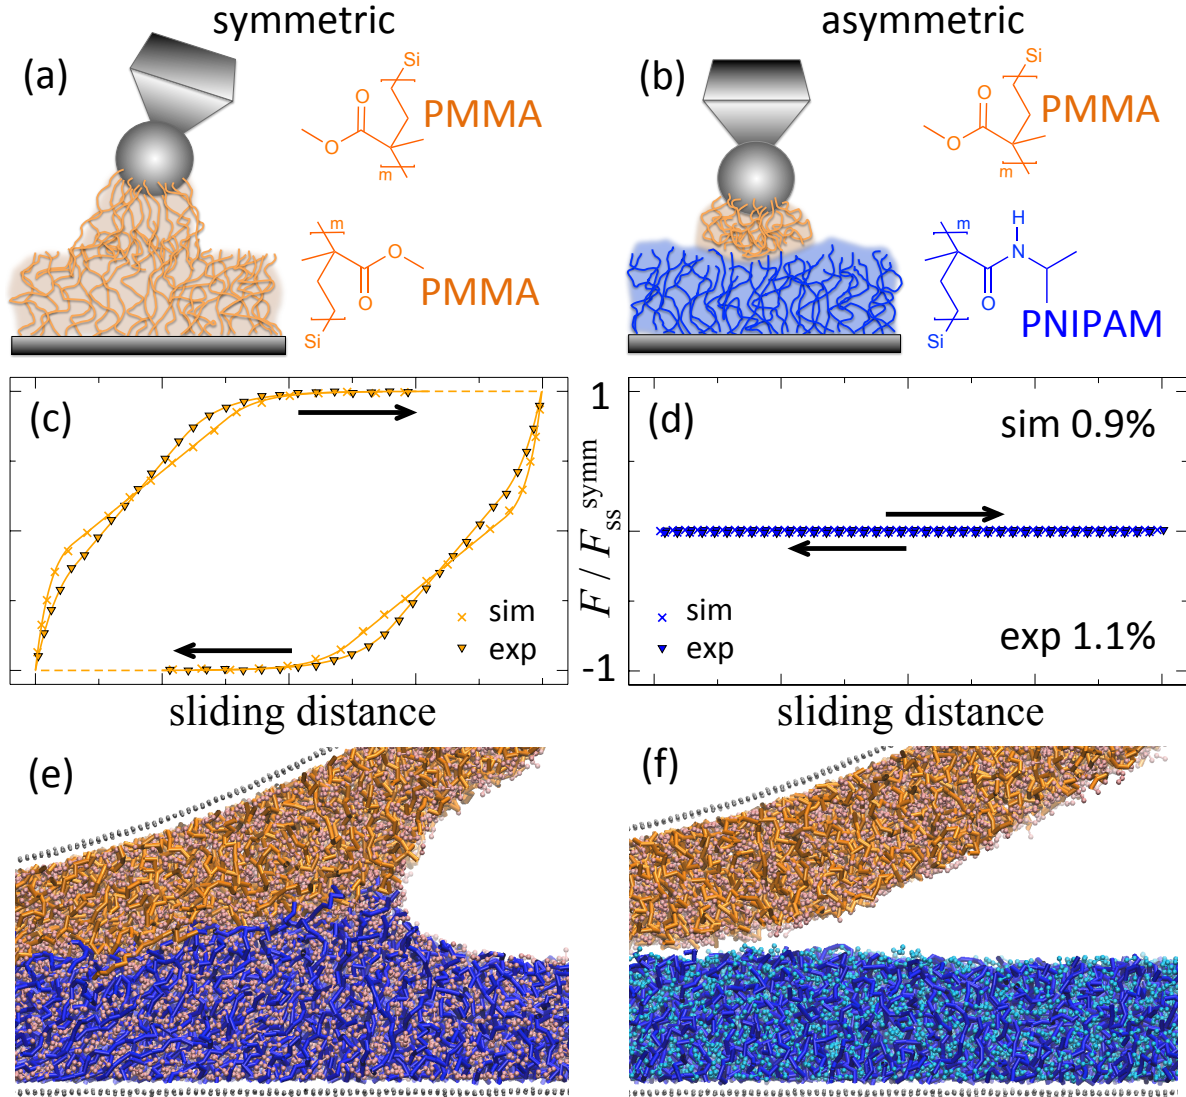 symmetric
asymmetric
(a)
Si
O
O
PMMA
m
m
O
O
PMMA
Si
(b)
Si
O
O
PMMA
m
m
H
N
O
PNIPAM
Si
(c)
sim
exp
sliding distance
1
F / F_ss^symm
-1
(d)
sim 0.9%
sim
exp
exp 1.1%
sliding distance
(e)
(f)